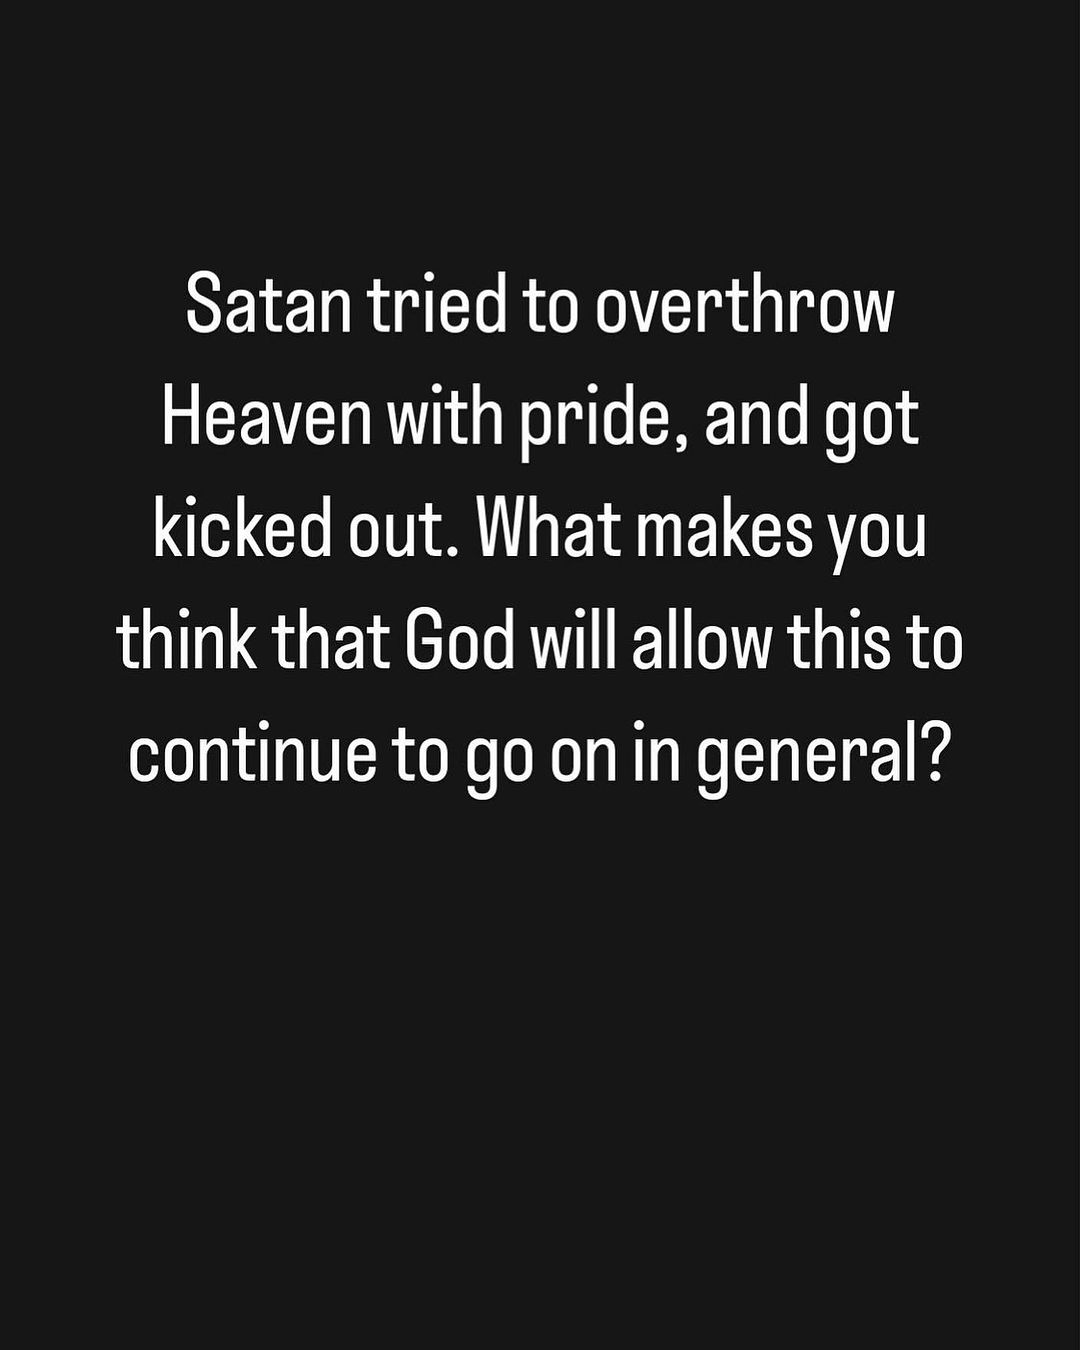 Satan tried to overthrow
Heaven with pride, and got
kicked out. What makes you
think that God will allow this to
continue to go on in general?